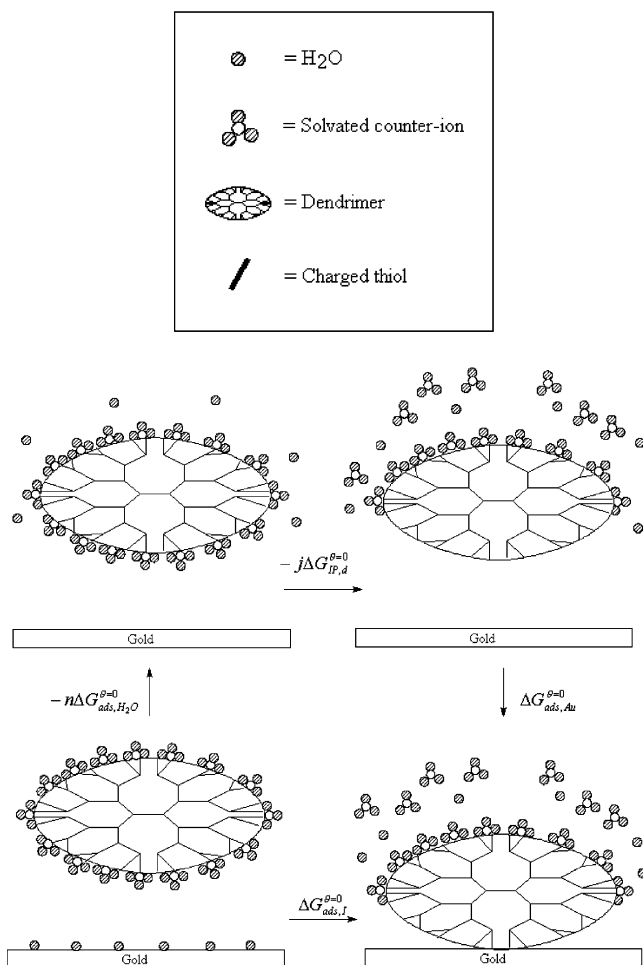 = H2O
= Solvated counter-ion
= Dendrimer
= Charged thiol
− jΔG^{θ=0}_{IP,d}
Gold
Gold
− nΔG^{θ=0}_{ads,H2O}
ΔG^{θ=0}_{ads,Au}
ΔG^{θ=0}_{ads,I}
Gold
Gold